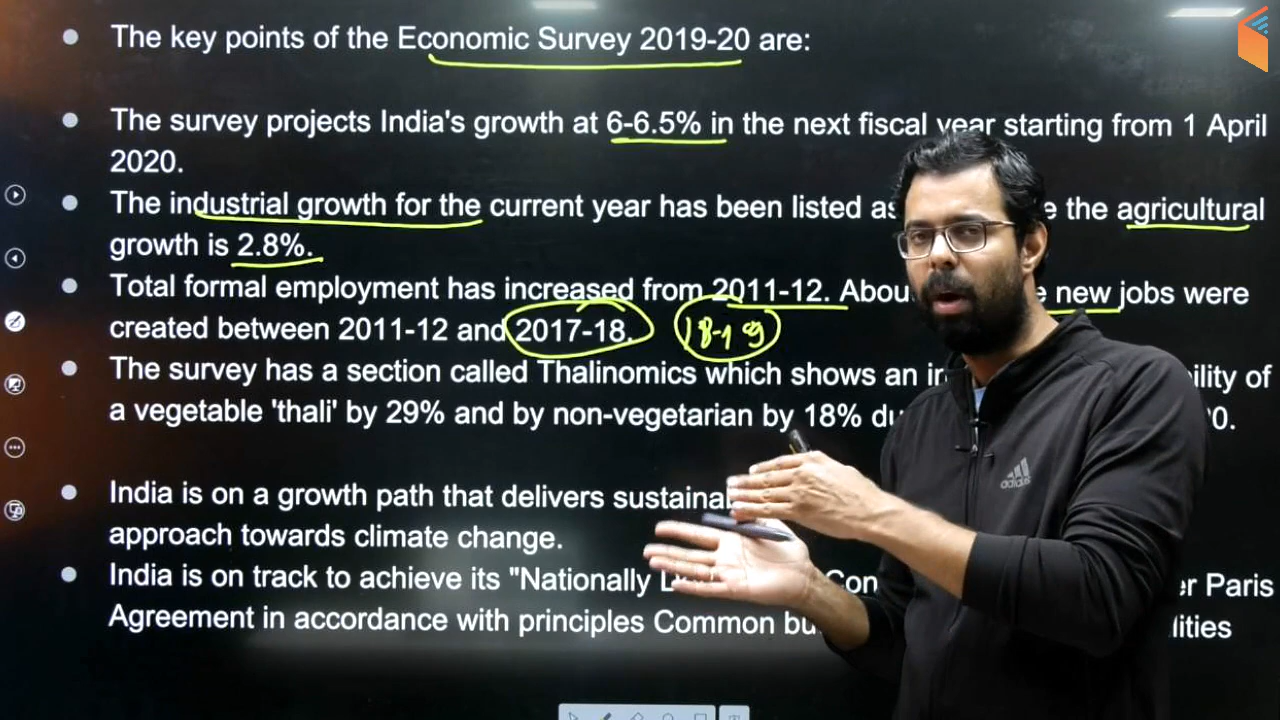 The key points of the Economic Survey 2019-20 are:
The survey projects India's growth at 6-6.5% in the next fiscal year starting from 1 April
2020.
The industrial growth for the current year has been listed as the agricultural
growth is 2.8%.
Total formal employment has increased from 2011-12. new jobs were
created between 2011-12 and 2017-18. 18-19
The survey has a section called Thalinomics which shows an of
a vegetable 'thali' by 29% and by non-vegetarian by 18%
India is on a growth path that delivers
approach towards climate change.
India is on track to achieve its "Nationally Paris
Agreement in accordance with principles Common
adidas